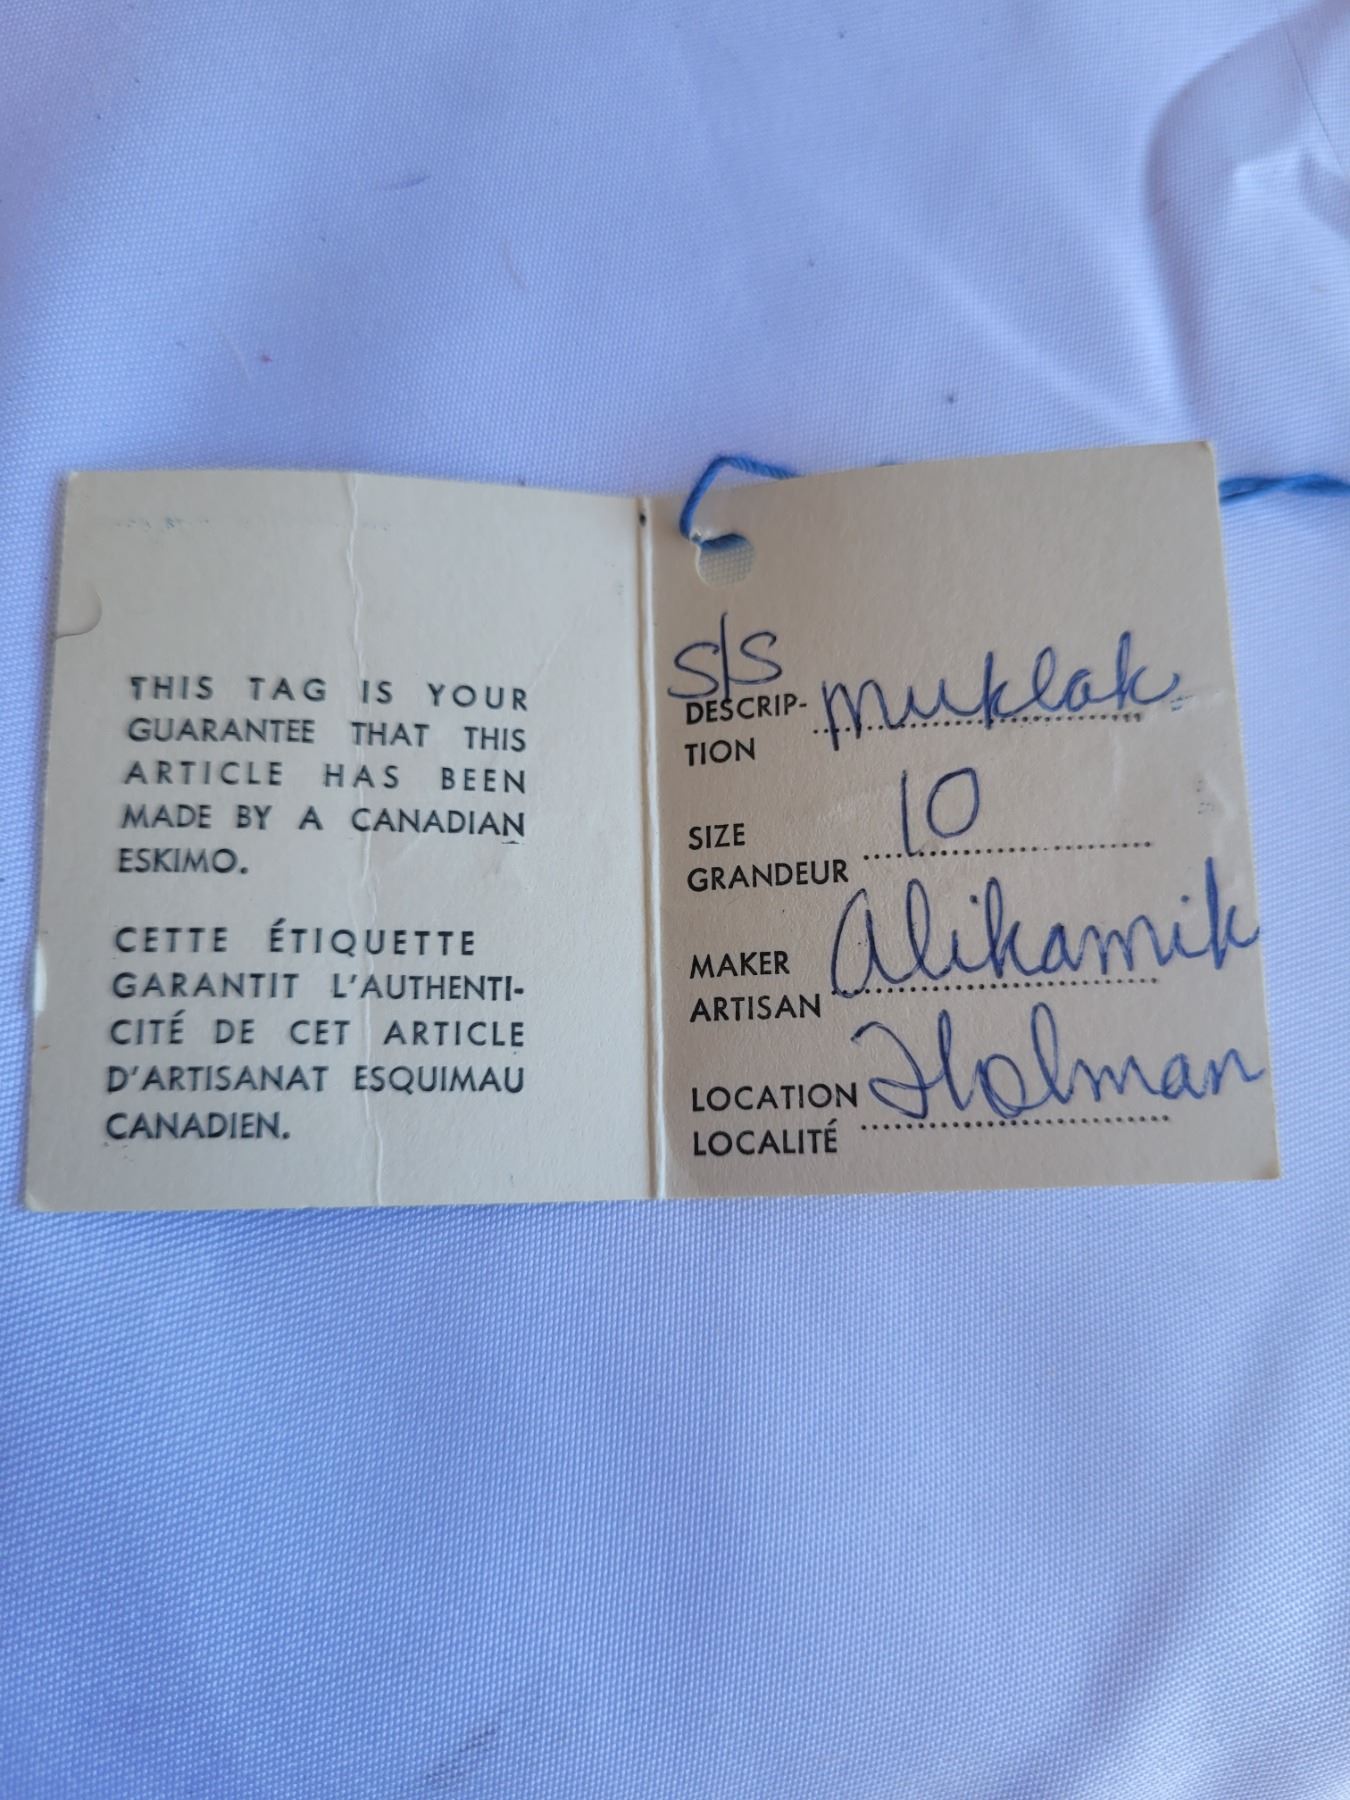 THIS TAG IS YOUR
GUARANTEE THAT THIS
ARTICLE HAS BEEN
MADE BY A CANADIAN
ESKIMO.
CETTE ÉTIQUETTE
GARANTIT L'AUTHENTI-
CITÉ DE CET ARTICLE
D'ARTISANAT ESQUIMAU
CANADIEN.
S/S
DESCRIP- muklak
TION
SIZE 10
GRANDEUR
MAKER Alikamik
ARTISAN
LOCATION Holman
LOCALITÉ